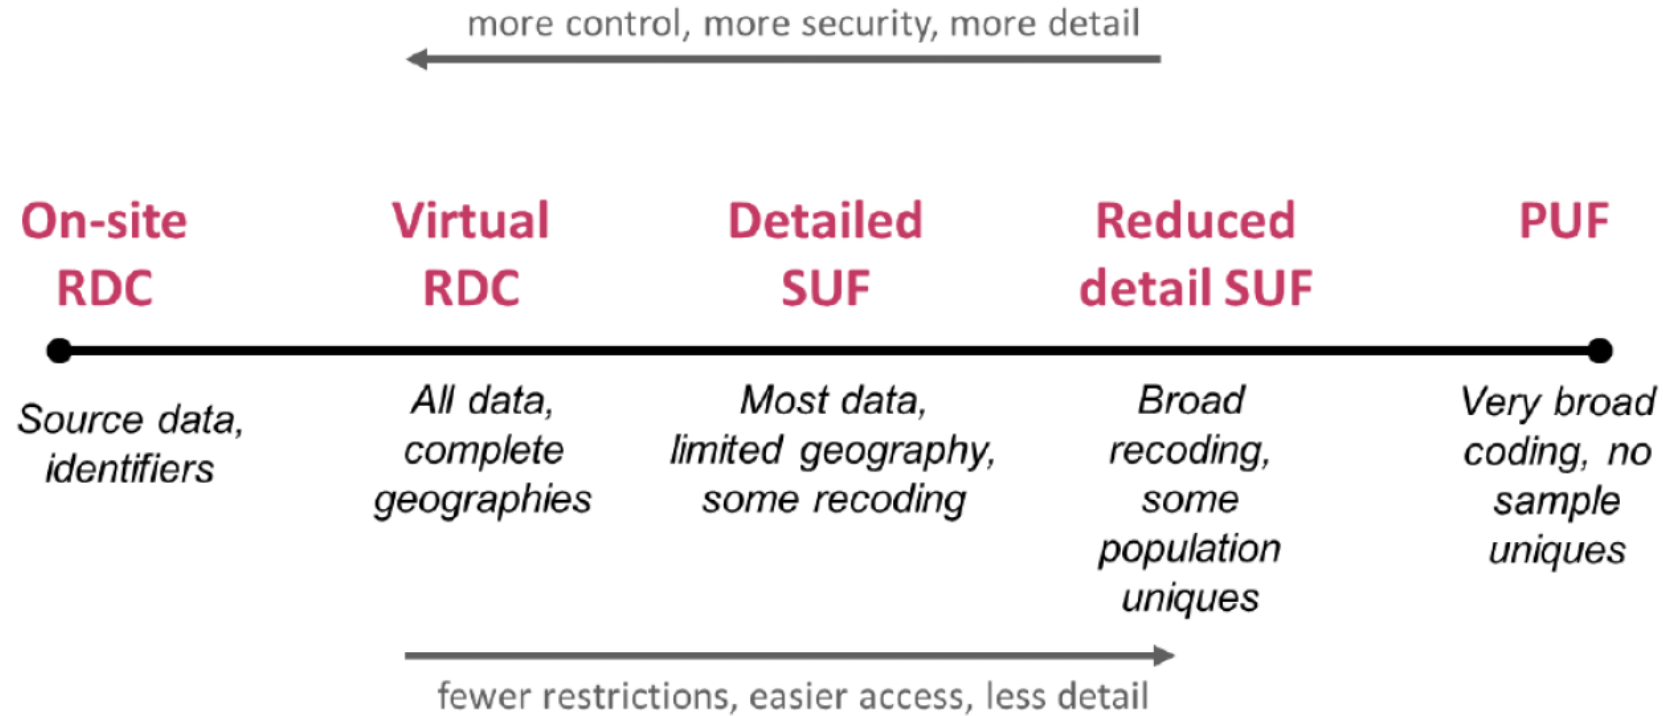 more control, more security, more detail
On-site
RDC
Virtual
RDC
Detailed
SUF
Reduced
detail SUF
PUF
Source data,
identifiers
All data,
complete
geographies
Most data,
limited geography,
some recoding
Broad
recoding,
some
population
uniques
Very broad
coding, no
sample
uniques
fewer restrictions, easier access, less detail